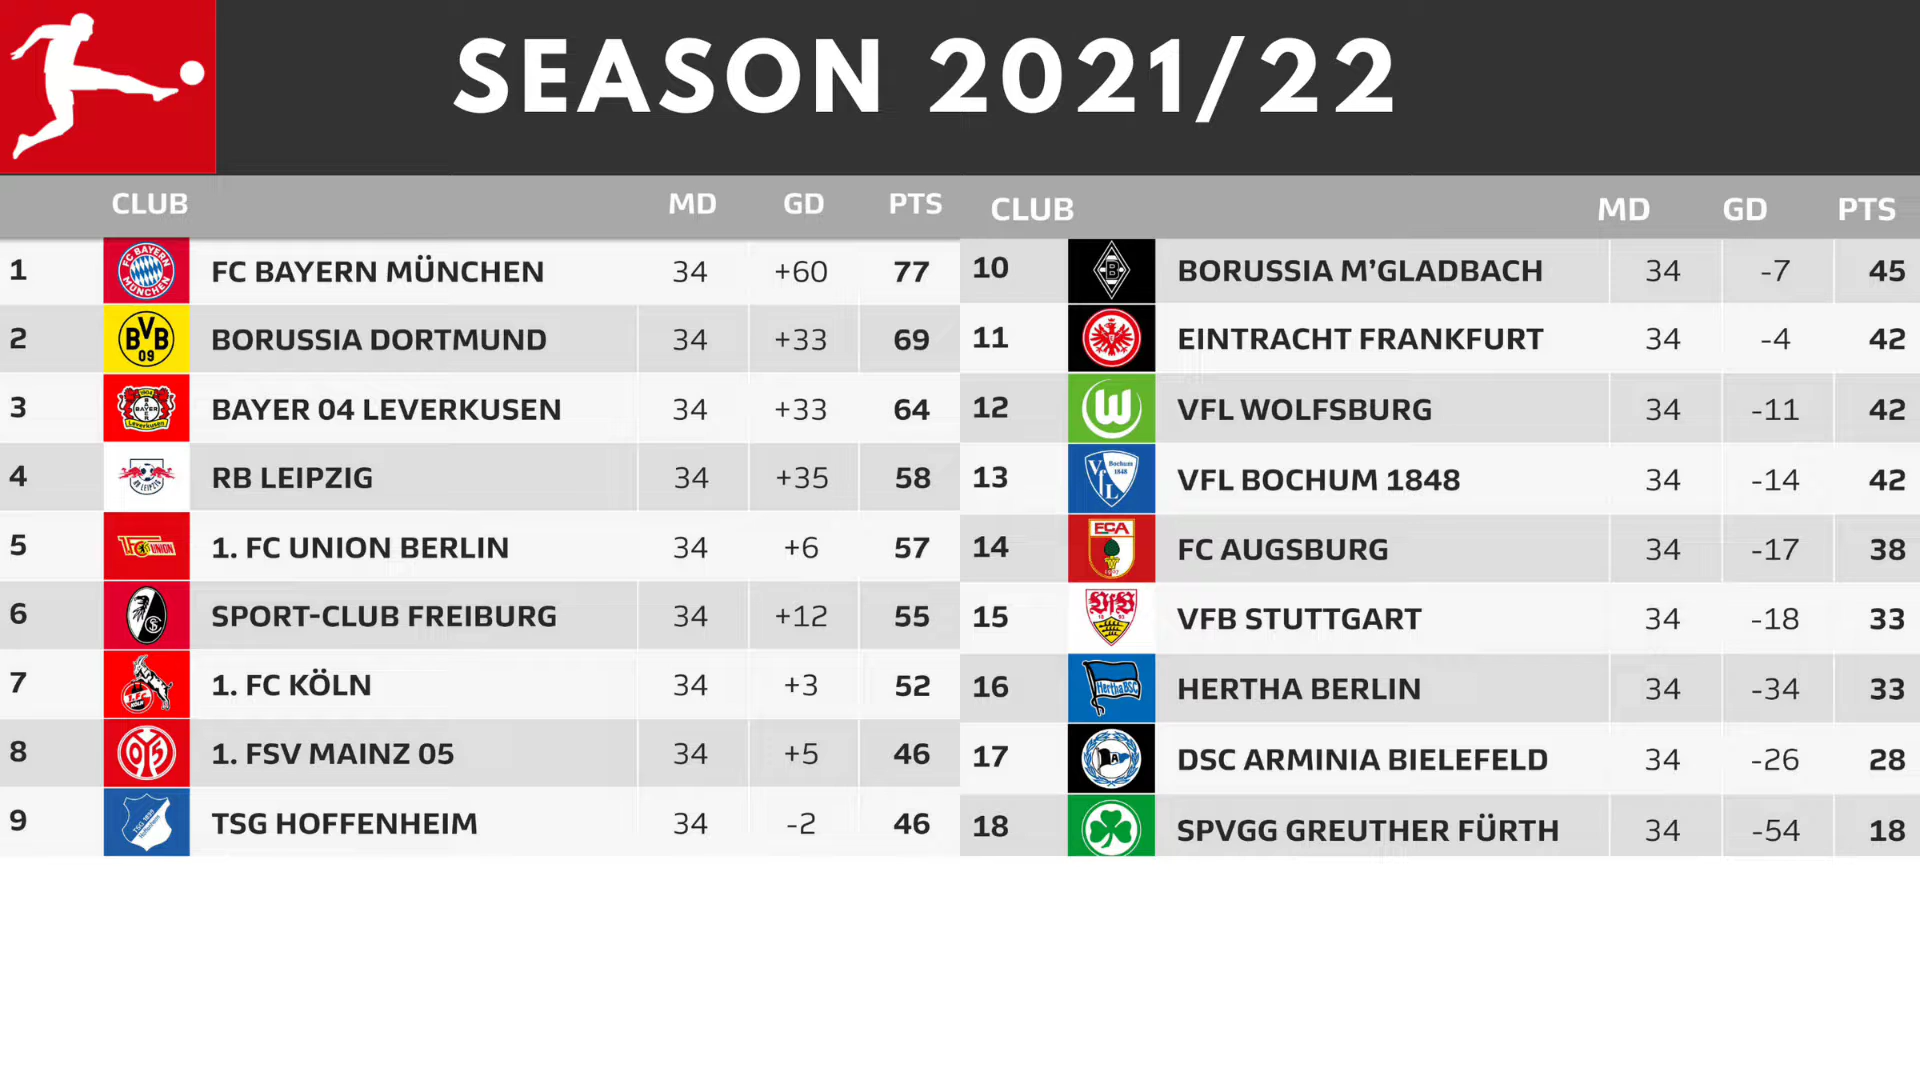 SEASON 2021/22
CLUB MD GD PTS
1 FC BAYERN MÜNCHEN 34 +60 77
2 BORUSSIA DORTMUND 34 +33 69
3 BAYER 04 LEVERKUSEN 34 +33 64
4 RB LEIPZIG 34 +35 58
5 1. FC UNION BERLIN 34 +6 57
6 SPORT-CLUB FREIBURG 34 +12 55
7 1. FC KÖLN 34 +3 52
8 1. FSV MAINZ 05 34 +5 46
9 TSG HOFFENHEIM 34 -2 46
CLUB MD GD PTS
10 BORUSSIA M’GLADBACH 34 -7 45
11 EINTRACHT FRANKFURT 34 -4 42
12 VFL WOLFSBURG 34 -11 42
13 VFL BOCHUM 1848 34 -14 42
14 FC AUGSBURG 34 -17 38
15 VFB STUTTGART 34 -18 33
16 HERTHA BERLIN 34 -34 33
17 DSC ARMINIA BIELEFELD 34 -26 28
18 SPVGG GREUTHER FÜRTH 34 -54 18